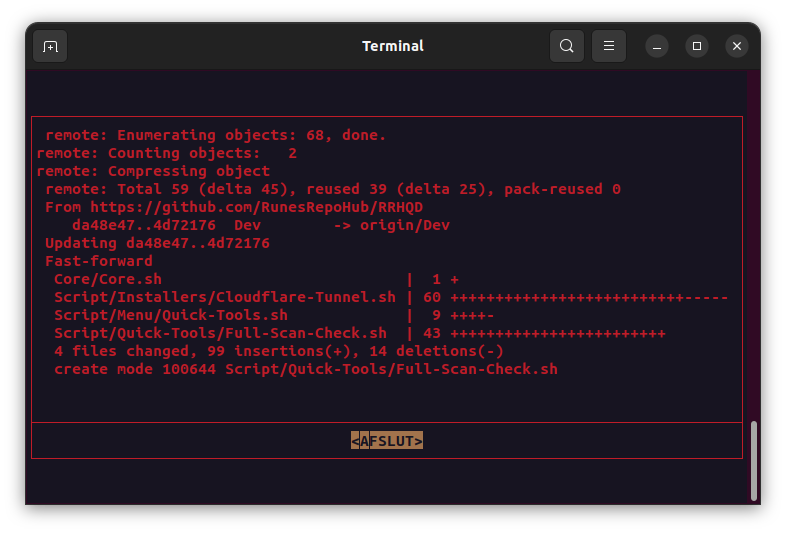 Terminal
remote: Enumerating objects: 68, done.
remote: Counting objects:   2
remote: Compressing object
remote: Total 59 (delta 45), reused 39 (delta 25), pack-reused 0
From https://github.com/RunesRepoHub/RRHQD
   da48e47..4d72176  Dev        -> origin/Dev
Updating da48e47..4d72176
Fast-forward
 Core/Core.sh                           |  1 +
 Script/Installers/Cloudflare-Tunnel.sh | 60 ++++++++++++++++++++++++++-----
 Script/Menu/Quick-Tools.sh             |  9 ++++-
 Script/Quick-Tools/Full-Scan-Check.sh  | 43 ++++++++++++++++++++++++
 4 files changed, 99 insertions(+), 14 deletions(-)
 create mode 100644 Script/Quick-Tools/Full-Scan-Check.sh
<AFSLUT>